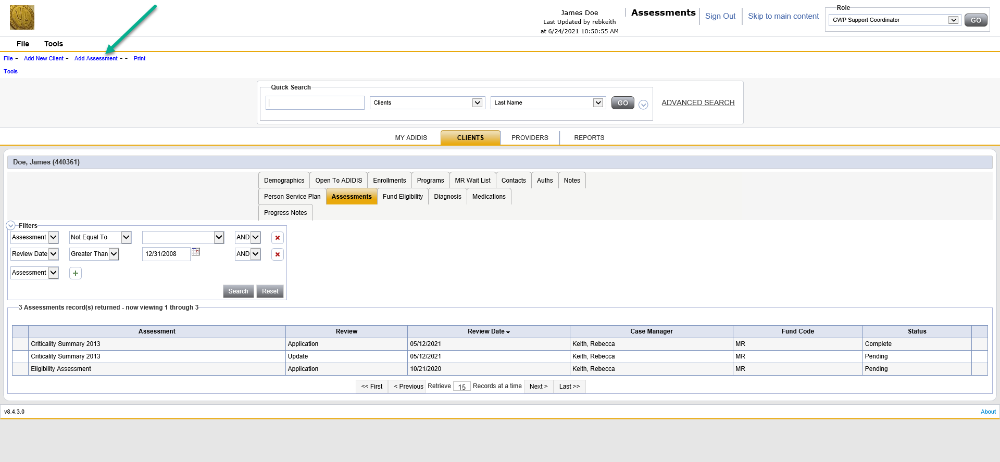 James Doe
Last Updated by rebkeith
at 6/24/2021 10:50:55 AM
Assessments
Sign Out
Skip to main content
Role
CWP Support Coordinator
GO
File Tools
File - Add New Client - Add Assessment - - Print
Tools
Quick Search
Clients
Last Name
GO
ADVANCED SEARCH
MY ADIDIS CLIENTS PROVIDERS REPORTS
Doe, James (440361)
Demographics Open To ADIDIS Enrollments Programs MR Wait List Contacts Auths Notes
Person Service Plan Assessments Fund Eligibility Diagnosis Medications
Progress Notes
Filters
Assessment Not Equal To AND
Review Date Greater Than 12/31/2008 AND
Assessment
Search Reset
3 Assessments record(s) returned - now viewing 1 through 3
Assessment Review Review Date Case Manager Fund Code Status
Criticality Summary 2013 Application 05/12/2021 Keith, Rebecca MR Complete
Criticality Summary 2013 Update 05/12/2021 Keith, Rebecca MR Pending
Eligibility Assessment Application 10/21/2020 Keith, Rebecca MR Pending
<< First < Previous Retrieve 15 Records at a time Next > Last >>
v8.4.3.0
About